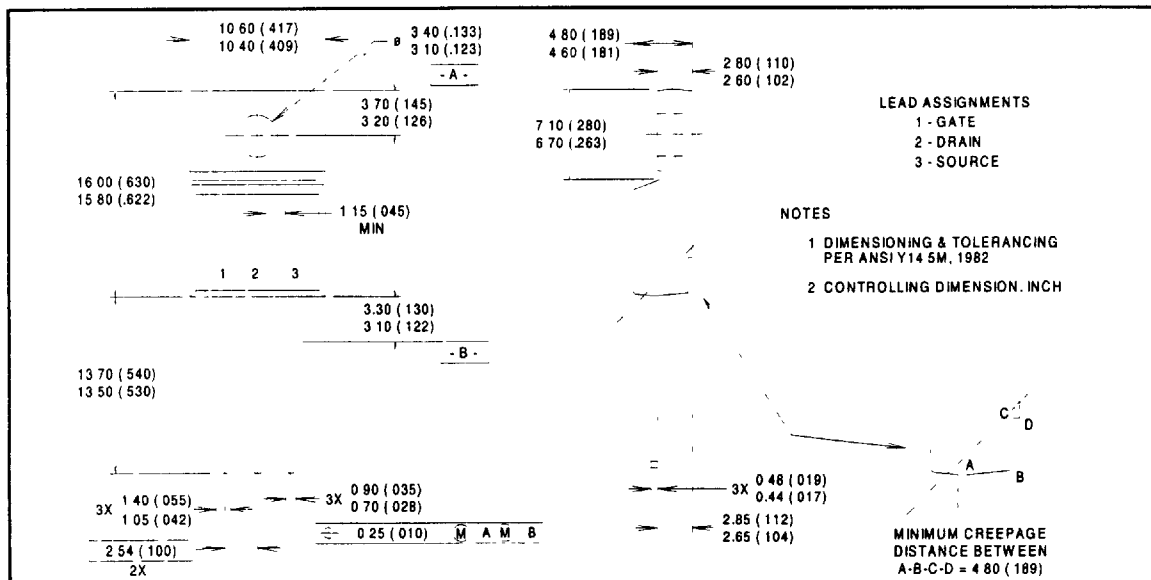 10 60 ( 417)
10 40 ( 409)
ø 3 40 (.133)
3 10 (.123)
- A -
3 70 ( 145)
3 20 ( 126)
16 00 ( 630)
15 80 (.622)
1 15 ( 045)
MIN
1 2 3
3.30 ( 130)
3 10 ( 122)
- B -
13 70 ( 540)
13 50 ( 530)
3X 1 40 ( 055)
1 05 ( 042)
3X 0 90 ( 035)
0 70 ( 028)
0 25 ( 010) M A M B
2 54 ( 100)
2X
4 80 ( 189)
4 60 ( 181)
2 80 ( 110)
2 60 ( 102)
7 10 ( 280)
6 70 (.263)
LEAD ASSIGNMENTS
1 - GATE
2 - DRAIN
3 - SOURCE
NOTES
1 DIMENSIONING & TOLERANCING
PER ANSI Y14 5M, 1982
2 CONTROLLING DIMENSION. INCH
C
D
A
B
3X 0 48 ( 019)
0 44 ( 017)
2.85 ( 112)
2 65 ( 104)
MINIMUM CREEPAGE
DISTANCE BETWEEN
A-B-C-D = 4 80 ( 189)